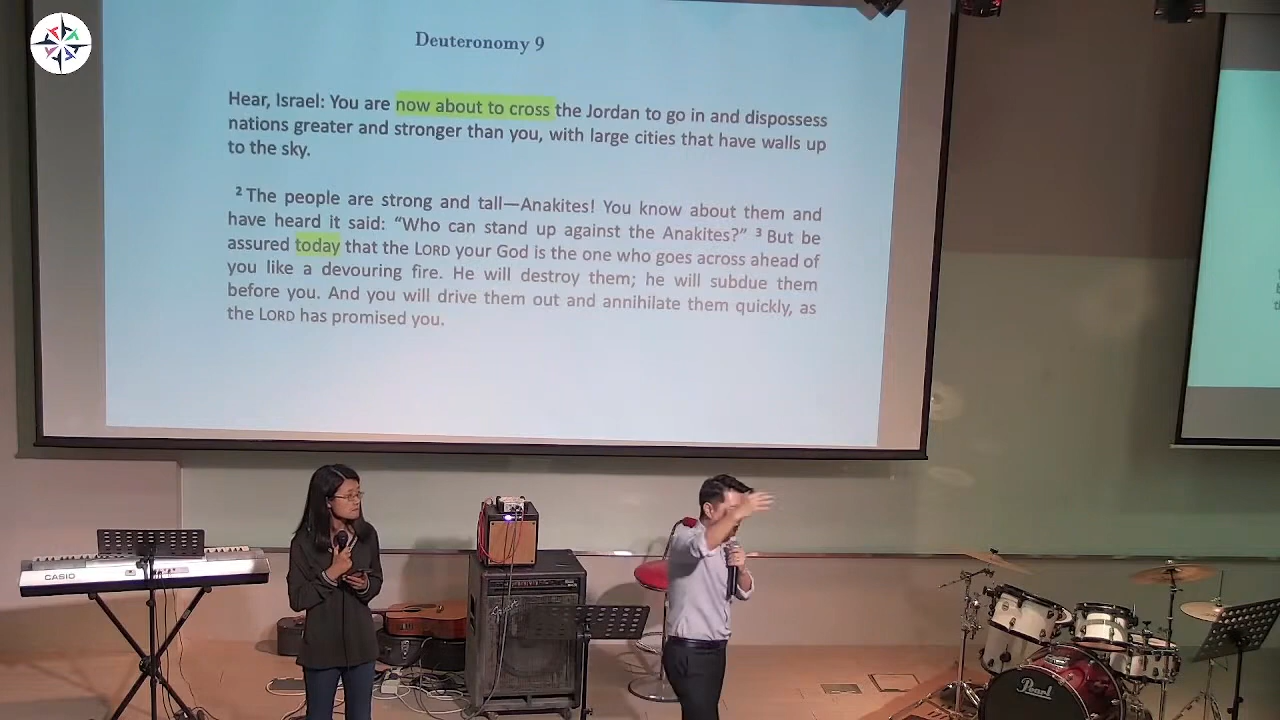 Deuteronomy 9
Hear, Israel: You are now about to cross the Jordan to go in and dispossess
nations greater and stronger than you, with large cities that have walls up
to the sky.
² The people are strong and tall—Anakites! You know about them and
have heard it said: “Who can stand up against the Anakites?” ³ But be
assured today that the LORD your God is the one who goes across ahead of
you like a devouring fire. He will destroy them; he will subdue them
before you. And you will drive them out and annihilate them quickly, as
the LORD has promised you.
CASIO
Pearl